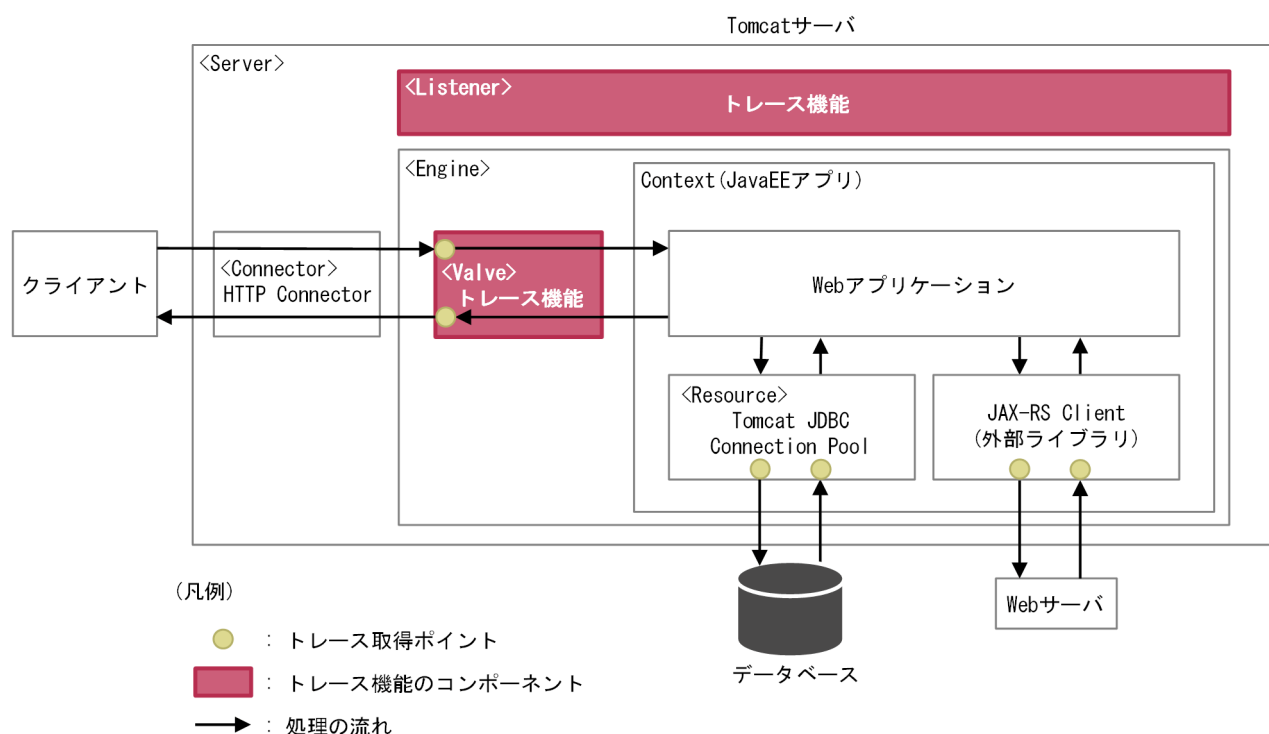 Tomcatサーバ
<Server>
<Listener>
トレース機能
<Engine>
Context(JavaEEアプリ)
クライアント
<Connector>
HTTP Connector
<Valve>
トレース機能
Webアプリケーション
<Resource>
Tomcat JDBC
Connection Pool
JAX-RS Client
(外部ライブラリ)
データベース
Webサーバ
(凡例)
: トレース取得ポイント
: トレース機能のコンポーネント
: 処理の流れ